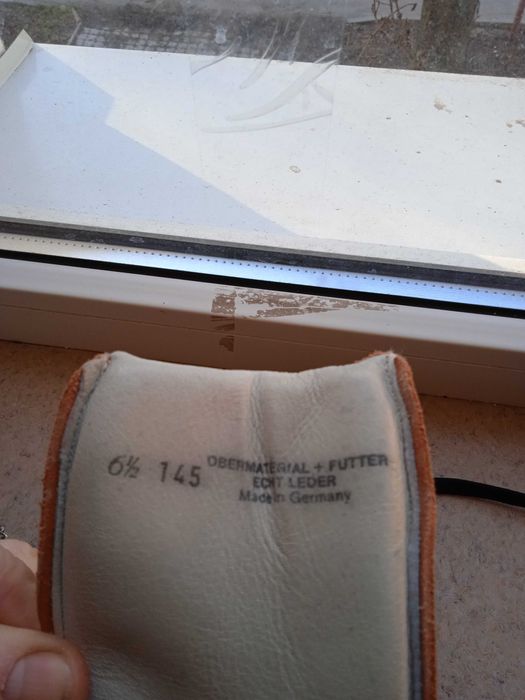 6½ 145 OBERMATERIAL + FUTTER
ECHT LEDER
Made in Germany